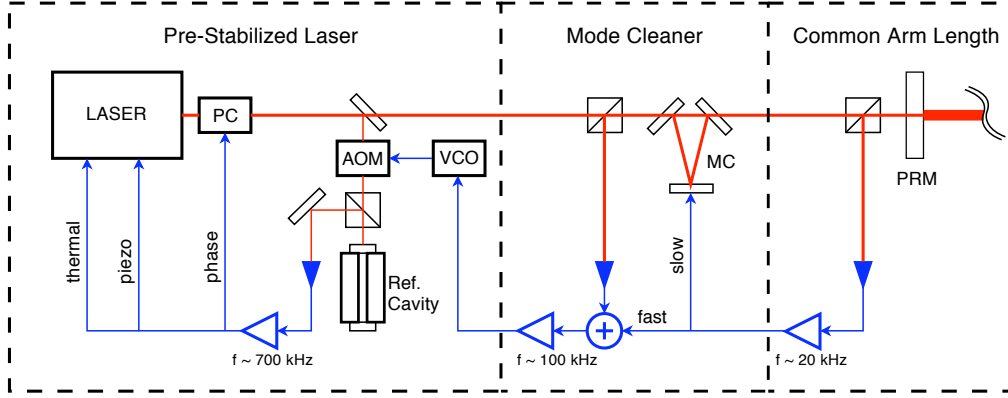 Pre-Stabilized Laser
Mode Cleaner
Common Arm Length
LASER
PC
AOM
VCO
MC
PRM
thermal
piezo
phase
Ref.
Cavity
slow
fast
f ~ 700 kHz
f ~ 100 kHz
f ~ 20 kHz